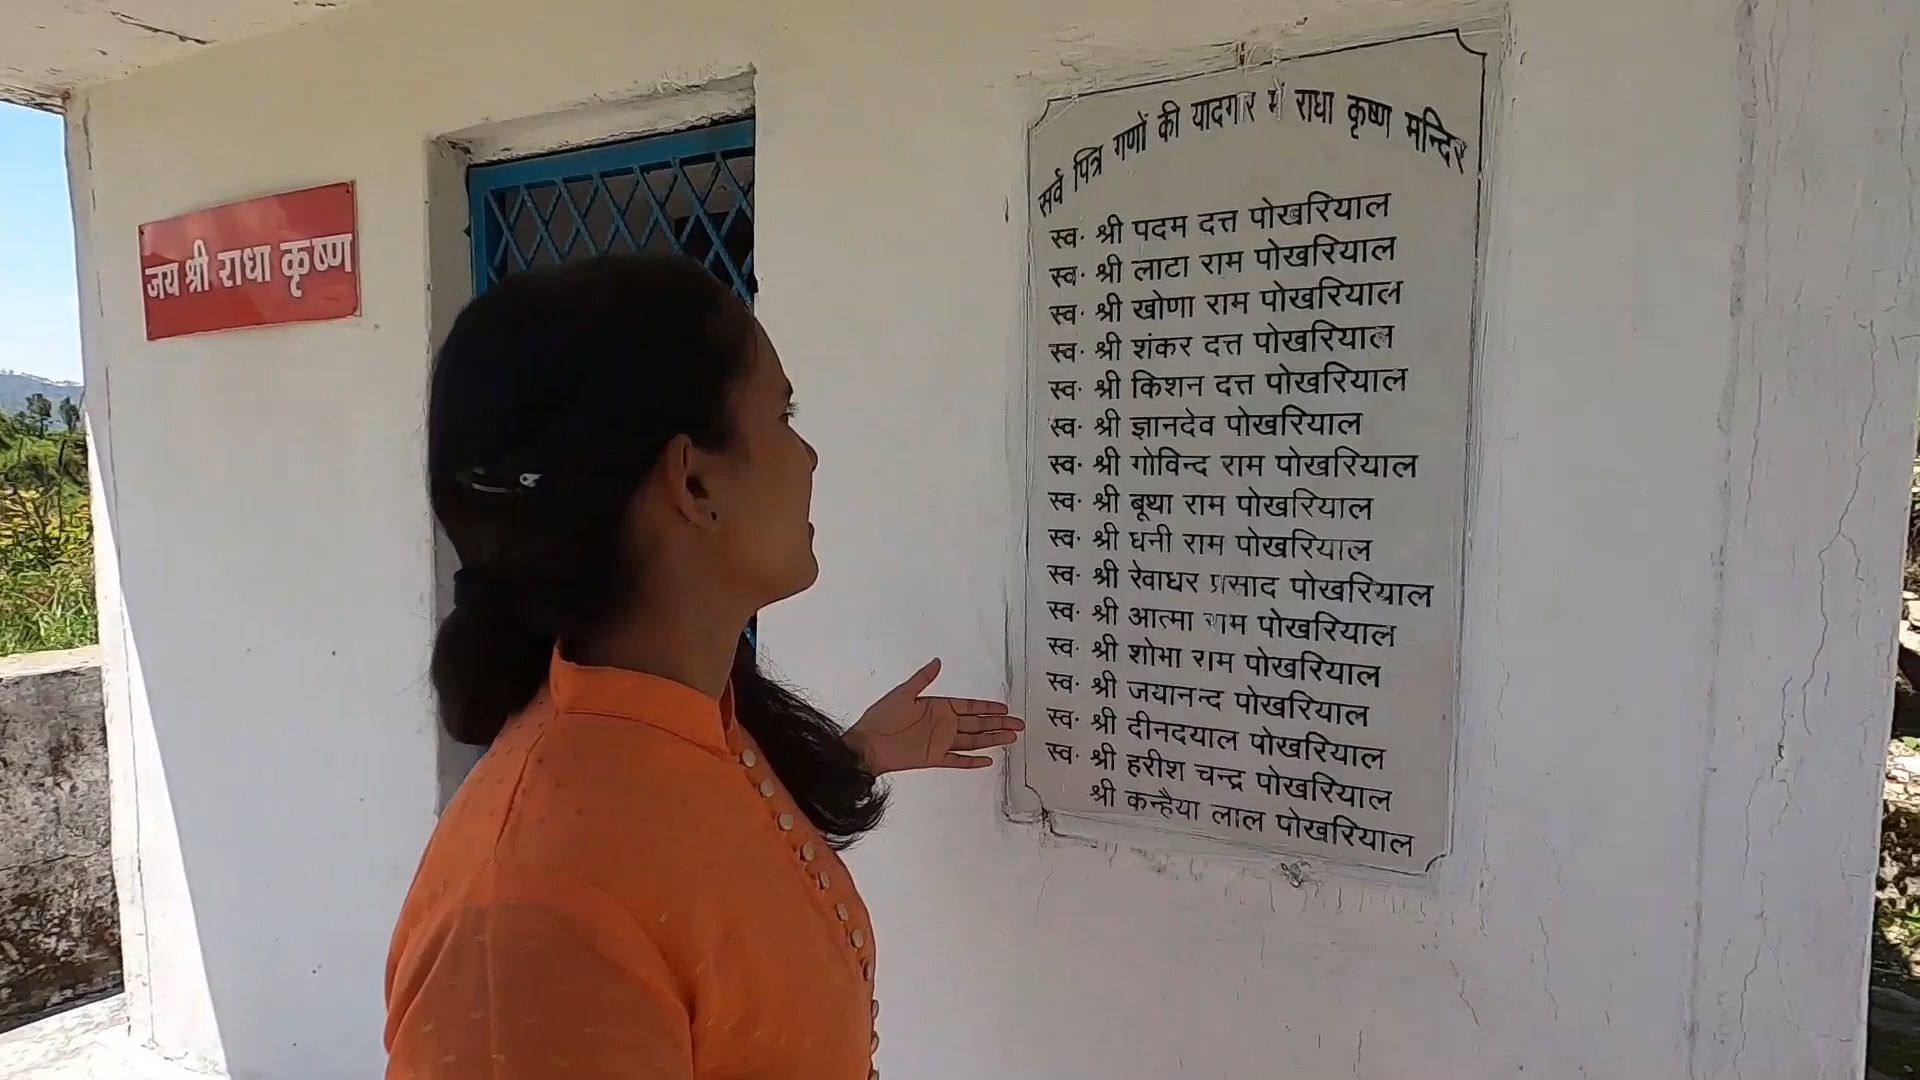 जय श्री राधा कृष्ण
सर्व पित्र गणों की यादगार में राधा कृष्ण मन्दिर
स्व. श्री पदम दत्त पोखरियाल
स्व. श्री लाटा राम पोखरियाल
स्व. श्री खोणा राम पोखरियाल
स्व. श्री शंकर दत्त पोखरियाल
स्व. श्री किशन दत्त पोखरियाल
स्व. श्री ज्ञानदेव पोखरियाल
स्व. श्री गोविन्द राम पोखरियाल
स्व. श्री बूथा राम पोखरियाल
स्व. श्री धनी राम पोखरियाल
स्व. श्री रेवाधर प्रसाद पोखरियाल
स्व. श्री आत्मा राम पोखरियाल
स्व. श्री शोभा राम पोखरियाल
स्व. श्री जयानन्द पोखरियाल
स्व. श्री दीनदयाल पोखरियाल
स्व. श्री हरीश चन्द्र पोखरियाल
श्री कन्हैया लाल पोखरियाल